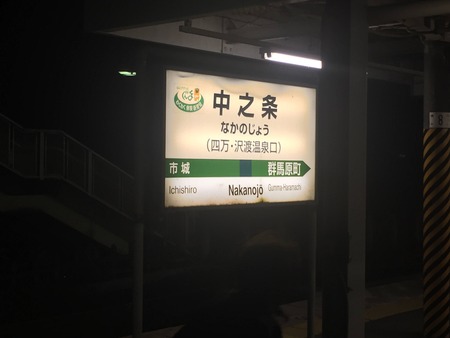 中之条
なかのじょう
(四万・沢渡温泉口)
市城
群馬原町
Ichishiro
Nakanojō
Gunma-Haramachi
8